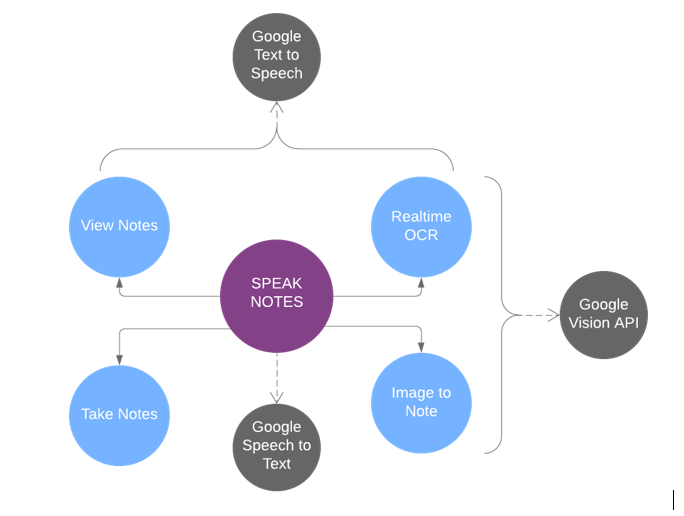 Google
Text to
Speech
View Notes
Realtime
OCR
SPEAK
NOTES
Google
Vision API
Take Notes
Image to
Note
Google
Speech to
Text